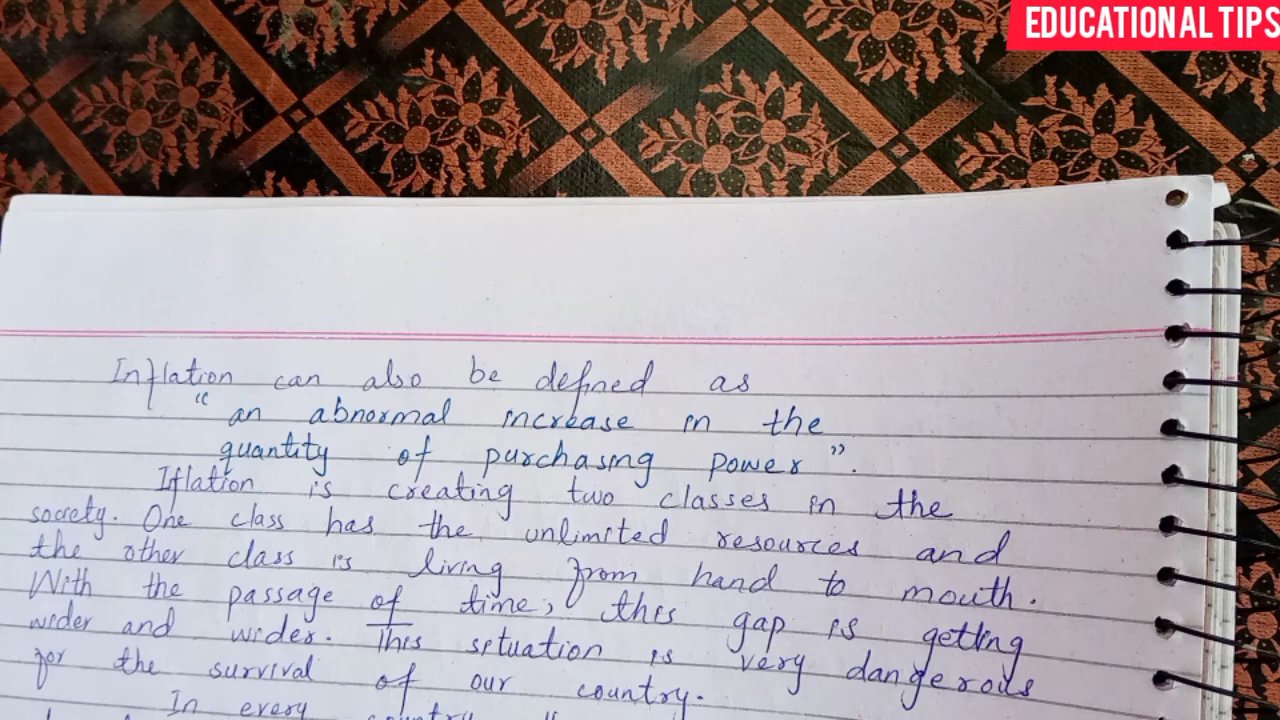 EDUCATIONAL TIPS
Inflation can also be defined as
" an abnormal increase in the
quantity of purchasing power ".
Iflation is creating two classes in the
society. One class has the unlimited resources and
the other class is living from hand to mouth.
With the passage of time, this gap is getting
wider and wider. This situation is very dangerous
for the survival of our country.
In every country